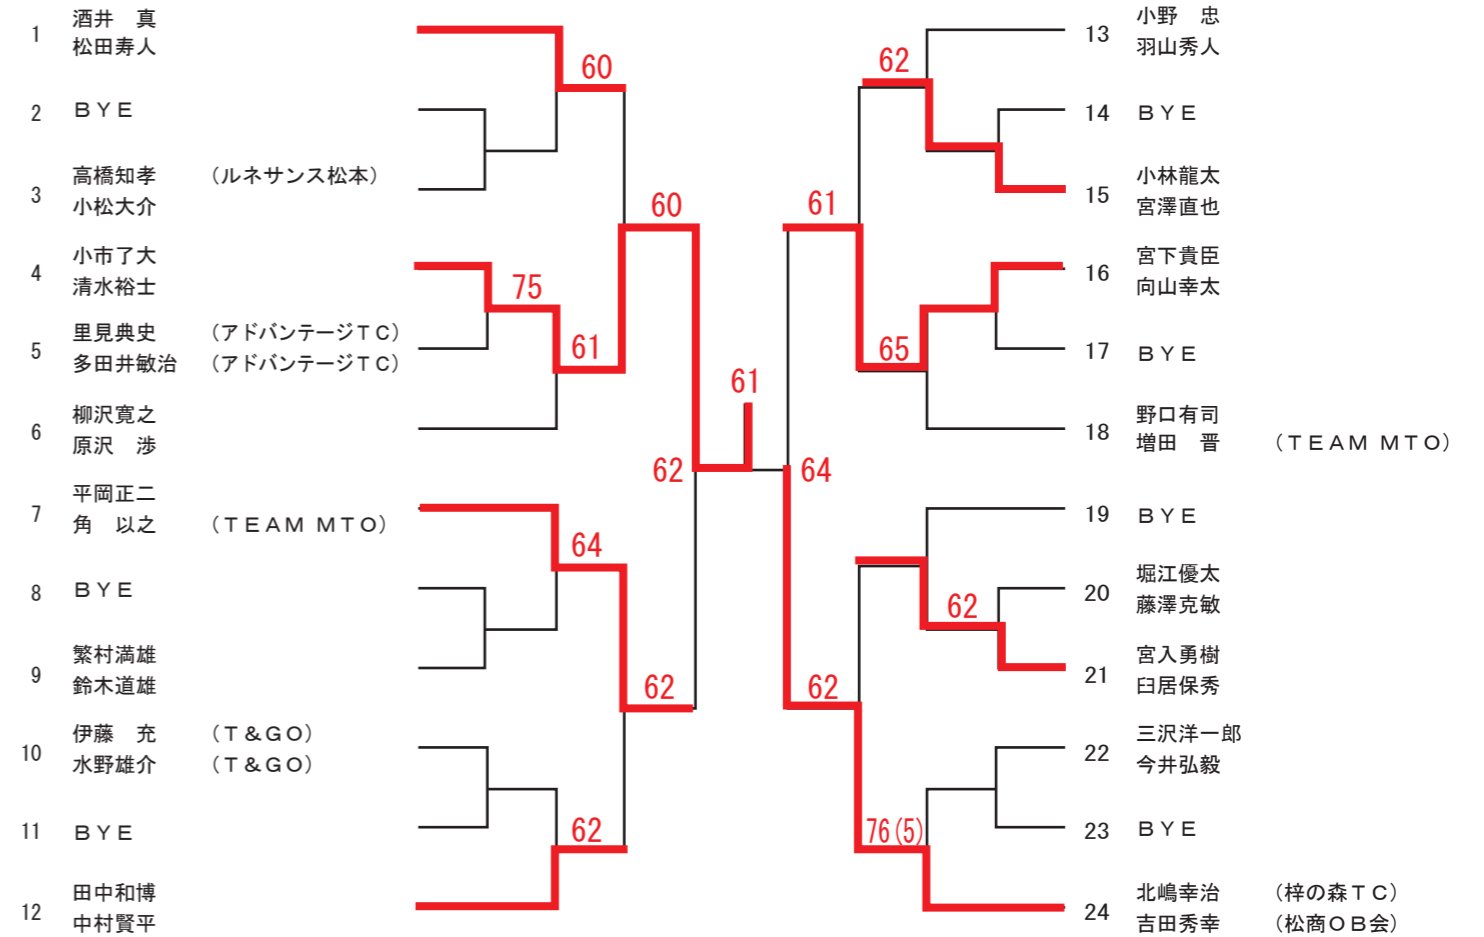 1 酒井　真
松田寿人
2 ＢＹＥ
3 高橋知孝 （ルネサンス松本）
小松大介
4 小市了大
清水裕士
5 里見典史 （アドバンテージＴＣ）
多田井敏治 （アドバンテージＴＣ）
6 柳沢寛之
原沢　渉
7 平岡正二
角　以之 （ＴＥＡＭ ＭＴＯ）
8 ＢＹＥ
9 繁村満雄
鈴木道雄
10 伊藤　充 （Ｔ＆ＧＯ）
水野雄介 （Ｔ＆ＧＯ）
11 ＢＹＥ
12 田中和博
中村賢平
60
75
61
60
64
62
62
62
61
64
62
61
65
62
62
76(5)
13 小野　忠
羽山秀人
14 ＢＹＥ
15 小林龍太
宮澤直也
16 宮下貴臣
向山幸太
17 ＢＹＥ
18 野口有司
増田　晋 （ＴＥＡＭ ＭＴＯ）
19 ＢＹＥ
20 堀江優太
藤澤克敏
21 宮入勇樹
臼居保秀
22 三沢洋一郎
今井弘毅
23 ＢＹＥ
24 北嶋幸治 （梓の森ＴＣ）
吉田秀幸 （松商ＯＢ会）